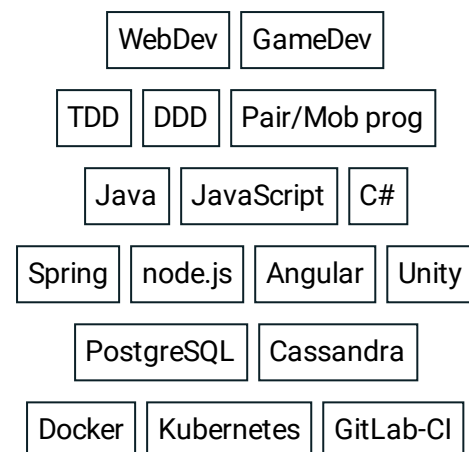 WebDev GameDev
TDD DDD Pair/Mob prog
Java JavaScript C#
Spring node.js Angular Unity
PostgreSQL Cassandra
Docker Kubernetes GitLab-CI